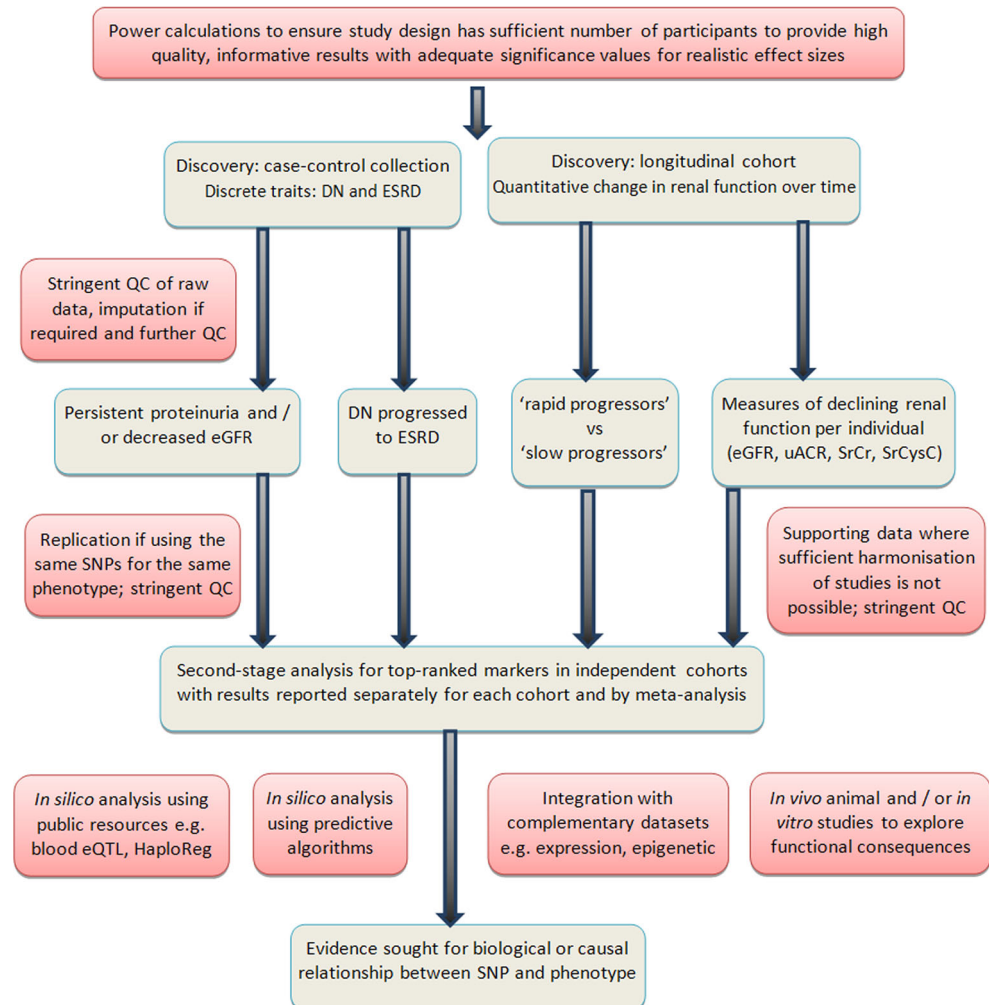 Power calculations to ensure study design has sufficient number of participants to provide high
quality, informative results with adequate significance values for realistic effect sizes
Discovery: case-control collection
Discrete traits: DN and ESRD
Discovery: longitudinal cohort
Quantitative change in renal function over time
Stringent QC of raw
data, imputation if
required and further QC
Persistent proteinuria and /
or decreased eGFR
DN progressed
to ESRD
‘rapid progressors’
vs
‘slow progressors’
Measures of declining renal
function per individual
(eGFR, uACR, SrCr, SrCysC)
Replication if using the
same SNPs for the same
phenotype; stringent QC
Supporting data where
sufficient harmonisation
of studies is not
possible; stringent QC
Second-stage analysis for top-ranked markers in independent cohorts
with results reported separately for each cohort and by meta-analysis
In silico analysis using
public resources e.g.
blood eQTL, HaploReg
In silico analysis
using predictive
algorithms
Integration with
complementary datasets
e.g. expression, epigenetic
In vivo animal and / or in
vitro studies to explore
functional consequences
Evidence sought for biological or causal
relationship between SNP and phenotype